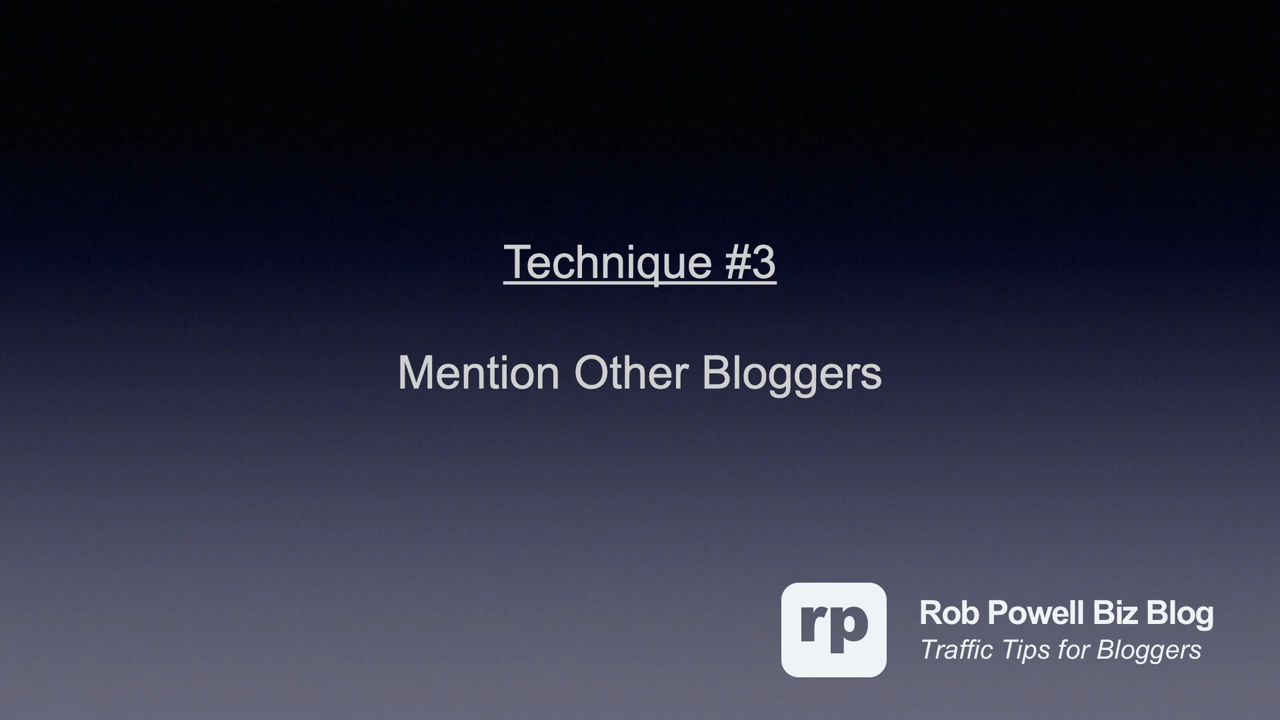 Technique #3
Mention Other Bloggers
rp
Rob Powell Biz Blog
Traffic Tips for Bloggers